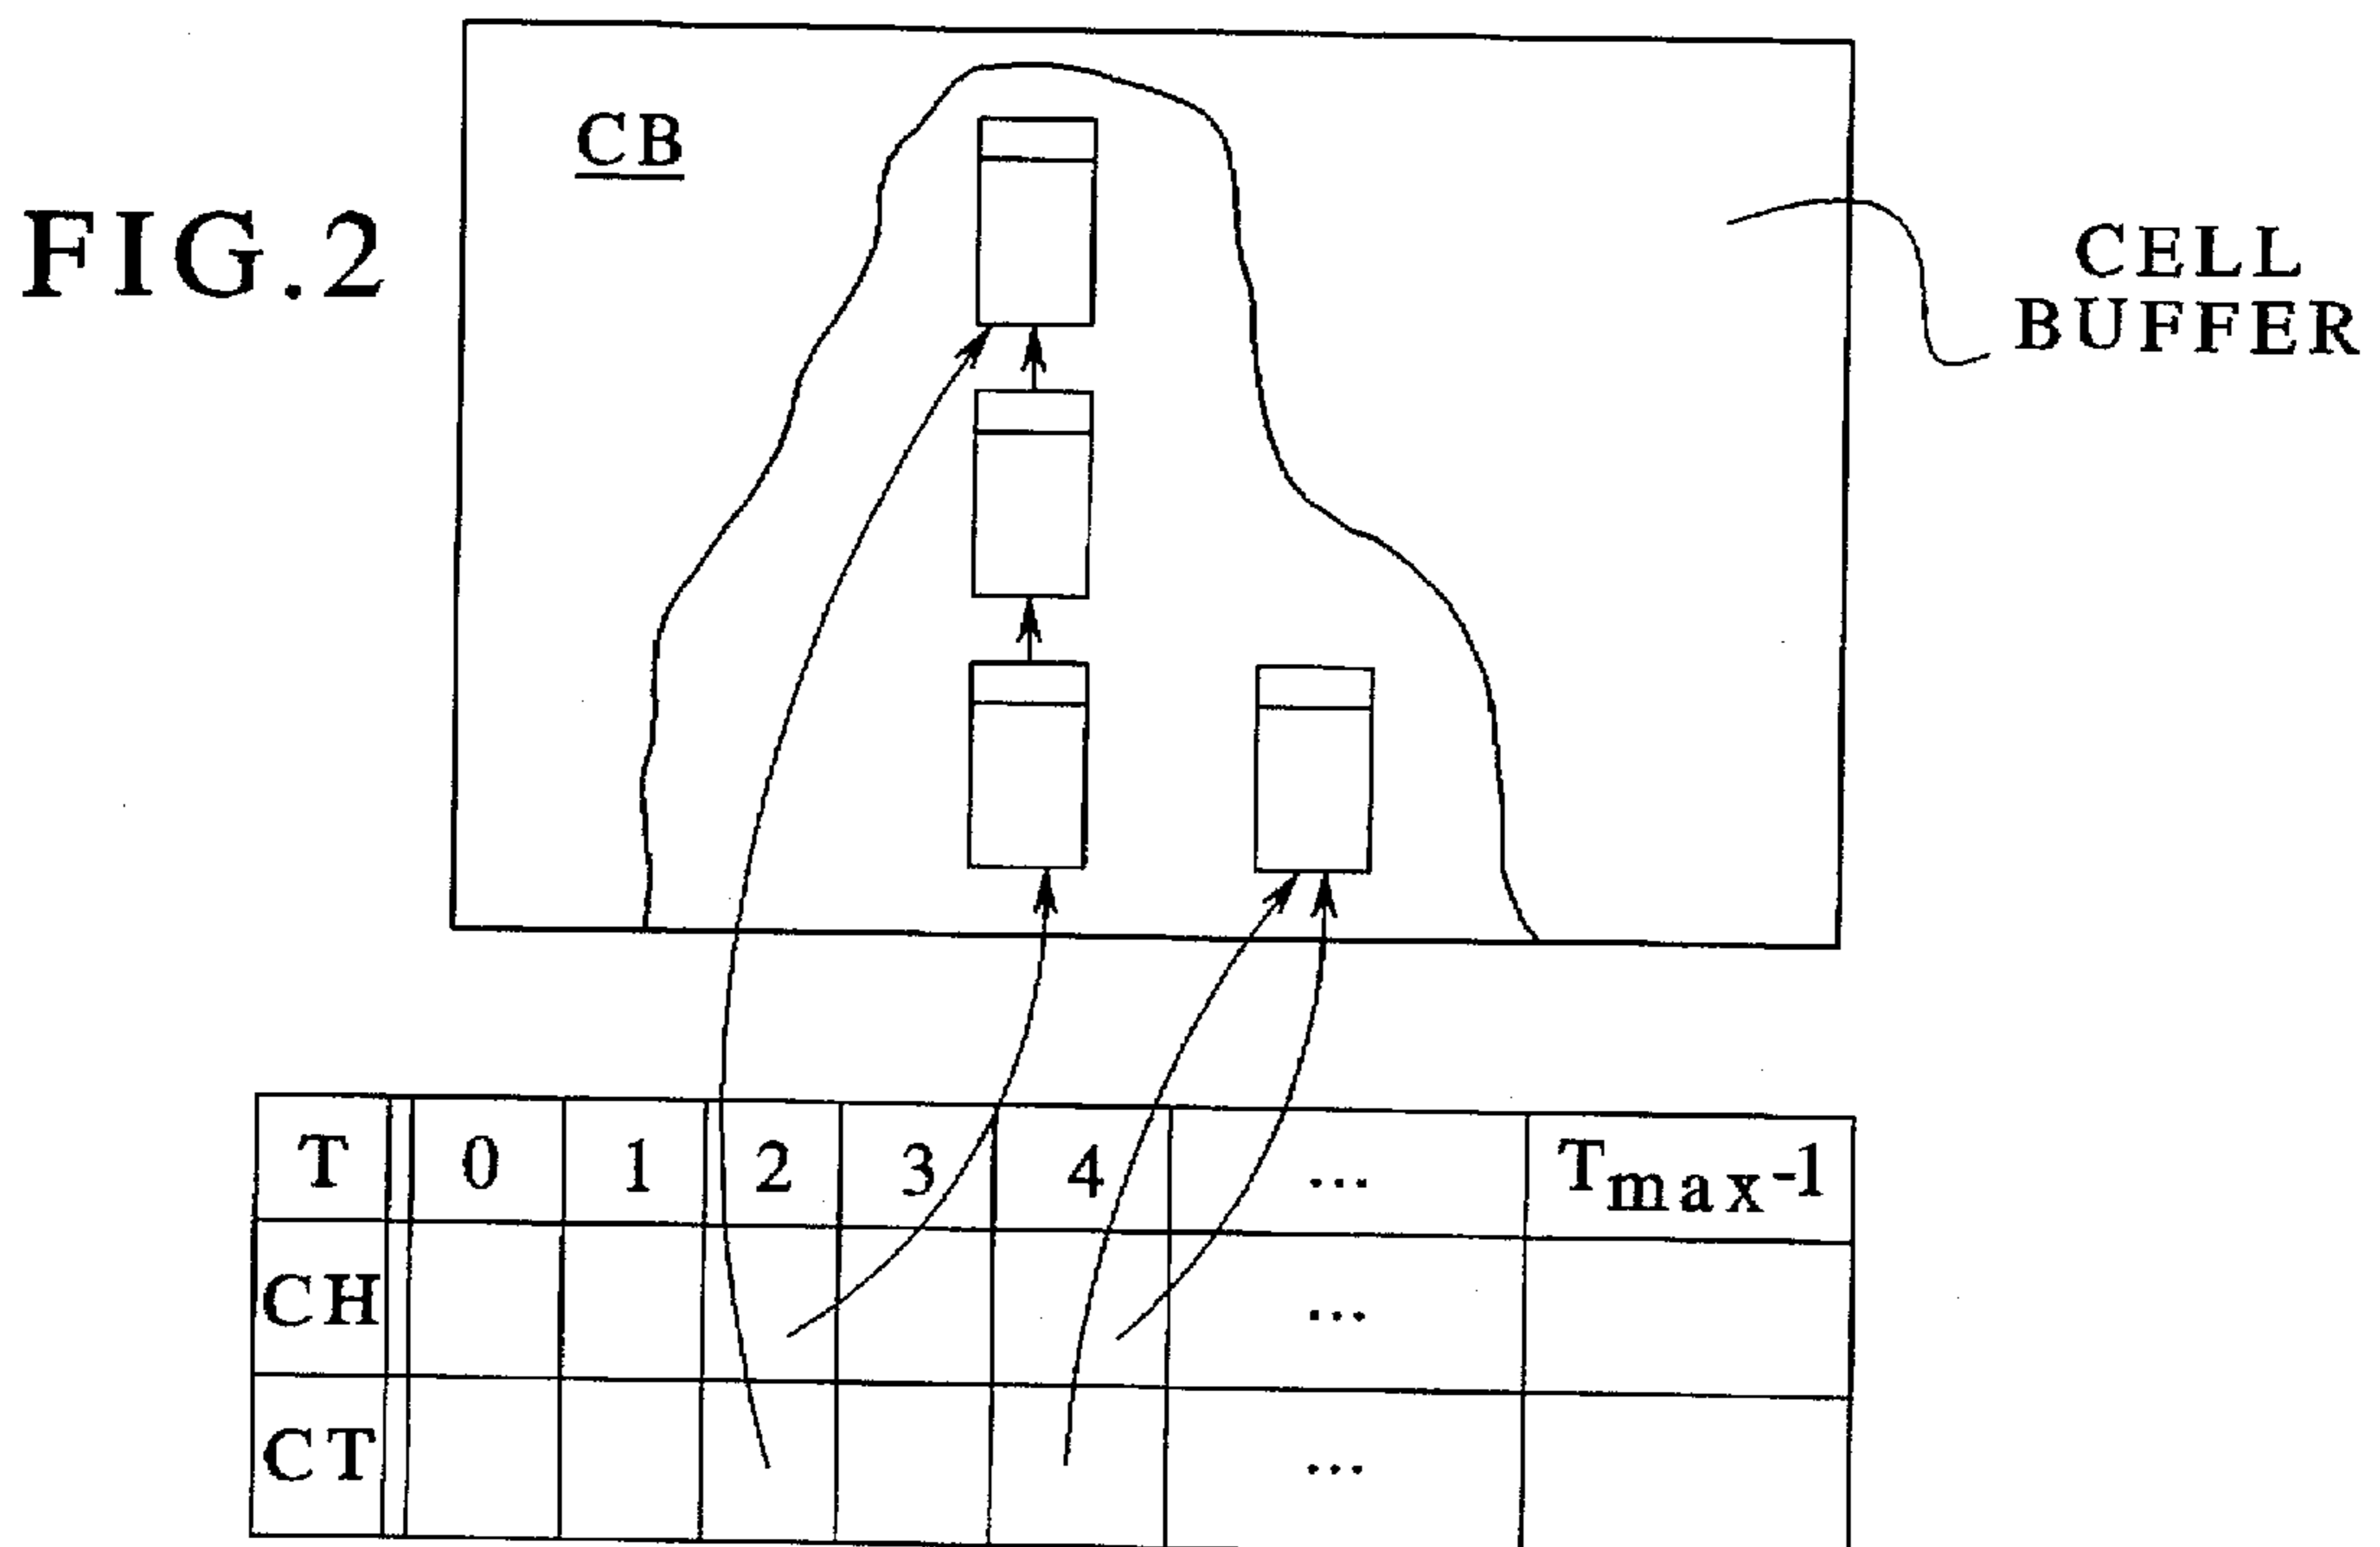 FIG.2
CB
CELL
BUFFER
T 0 1 2 3 4 ... Tmax-1
CH ...
CT ...